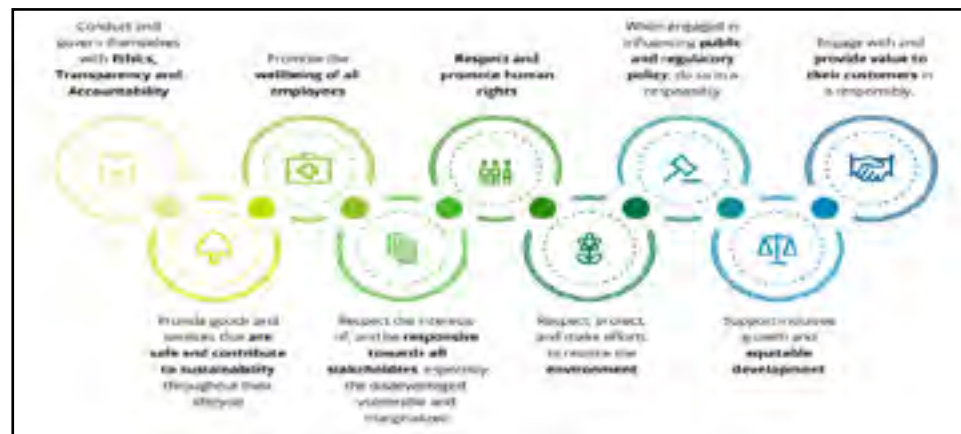 Conduct and
govern themselves
with Ethics,
Transparency and
Accountability
Provide goods and
services that are
safe and contribute
to sustainability
throughout their
lifecycle
Promote the
wellbeing of all
employees
Respect the interests
of, and be responsive
towards all
stakeholders, especially
the disadvantaged
vulnerable and
marginalized
Respect and
promote human
rights
Respect, protect,
and make efforts
to restore the
environment
When engaged in
influencing public
and regulatory
policy, do so in a
responsibly
Support inclusive
growth and
equitable
development
Engage with and
provide value to
their customers in
a responsibly.